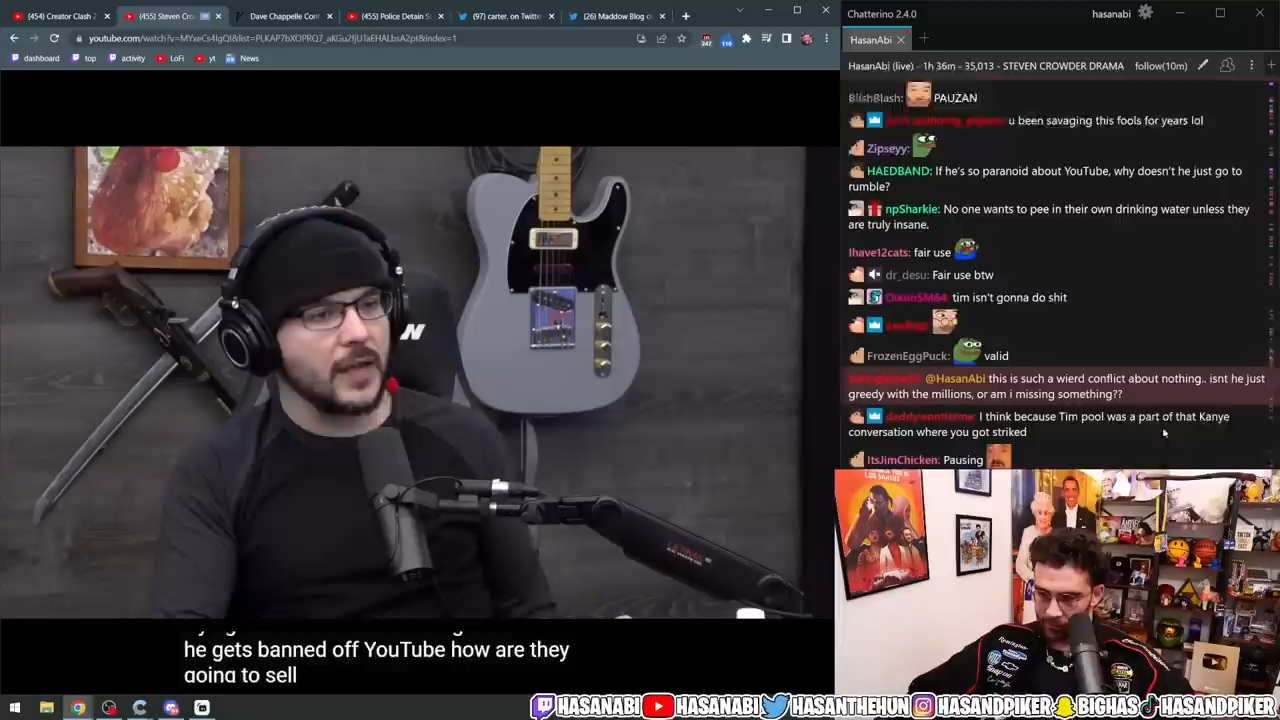 (454) Creator Clash 2
(455) Steven Cro
Dave Chappelle Con
(455) Police Detain Su
(97) carter. on Twitte
(26) Maddow Blog o
youtube.com/watch?v=MYxeCs4lgQI&list=PLKAP7bXOPRQ7_aKGu2fjUTaEHALbsA2pt&index=1
dashboard
top
activity
LoFi
yt
News
he gets banned off YouTube how are they
going to sell
Chatterino 2.4.0
hasanabi
HasanAbi
HasanAbi (live) - 1h 36m - 35,013 - STEVEN CROWDER DRAMA
follow(10m)
BlishBlash: PAUZAN
u been savaging this fools for years lol
Zipseyy:
HAEDBAND: If he's so paranoid about YouTube, why doesn't he just go to
rumble?
npSharkie: No one wants to pee in their own drinking water unless they
are truly insane.
Ihave12cats: fair use
dr_desu: Fair use btw
DixonSM64: tim isn't gonna do shit
FrozenEggPuck: valid
@HasanAbi this is such a wierd conflict about nothing.. isnt he just
greedy with the millions, or am i missing something??
I think because Tim pool was a part of that Kanye
conversation where you got striked
ItsJimChicken: Pausing
HASANABI
HASANABI
HASANTHEHUN
HASANDPIKER
BIGHAS
HASANDPIKER